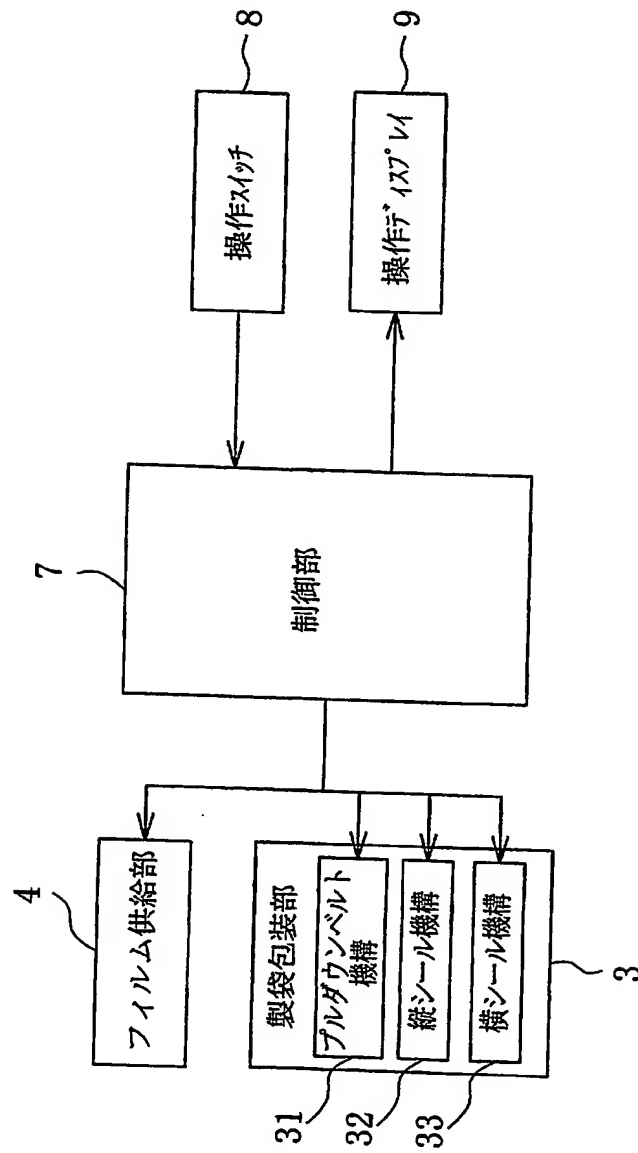 4
フィルム供給部
製袋包装部
プルダウンベルト
機構
31
縦シール機構
32
横シール機構
33
3
7
制御部
操作スイッチ
8
操作ディスプレイ
9